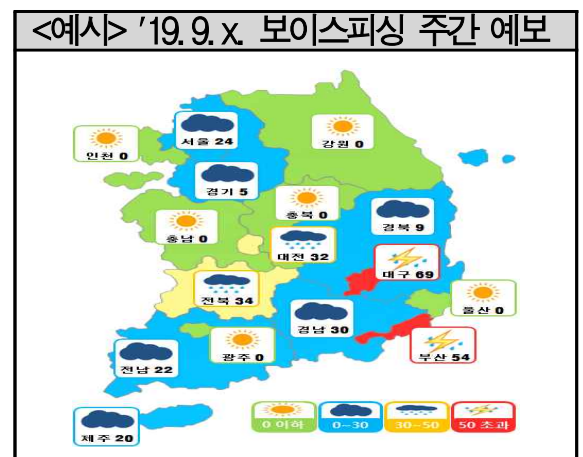 <예시> '19. 9. x. 보이스피싱 주간 예보
서울 24
인천 0
강원 0
경기 5
충북 0
경북 9
충남 0
대전 32
대구 69
전북 34
울산 0
경남 30
광주 0
부산 54
전남 22
제주 20
0 이하 0~30 30~50 50 초과